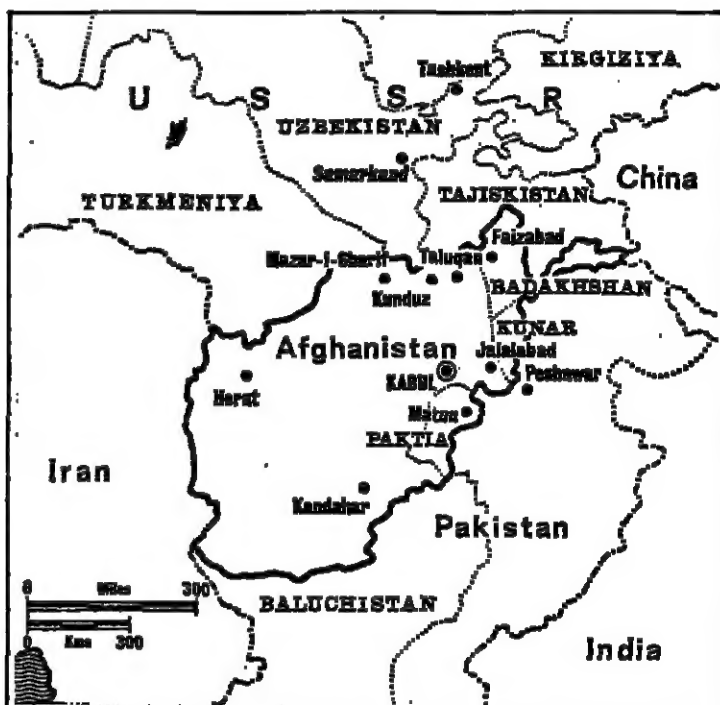 Tashkent
KIRGIZIYA
U S S R
UZBEKISTAN
Samarkand
China
TAJISKISTAN
TURKMENIYA
Faizabad
Mazar-i-Sharif
Taluqan
BADAKHSHAN
Kunduz
KUNAR
Afghanistan
Jalalabad
KABUL
Peshawar
Herat
Matun
PAKTIA
Iran
Kandahar
Pakistan
0 Miles 300
BALUCHISTAN
0 Kms 300
India